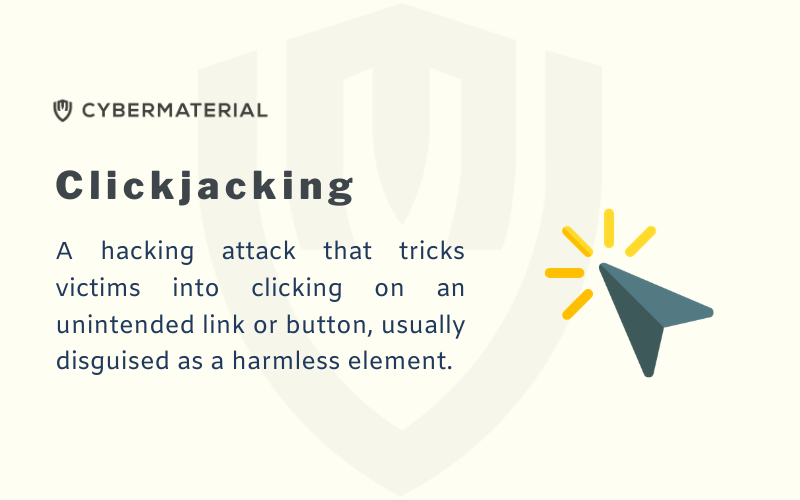 CYBERMATERIAL
Clickjacking
A hacking attack that tricks
victims into clicking on an
unintended link or button, usually
disguised as a harmless element.